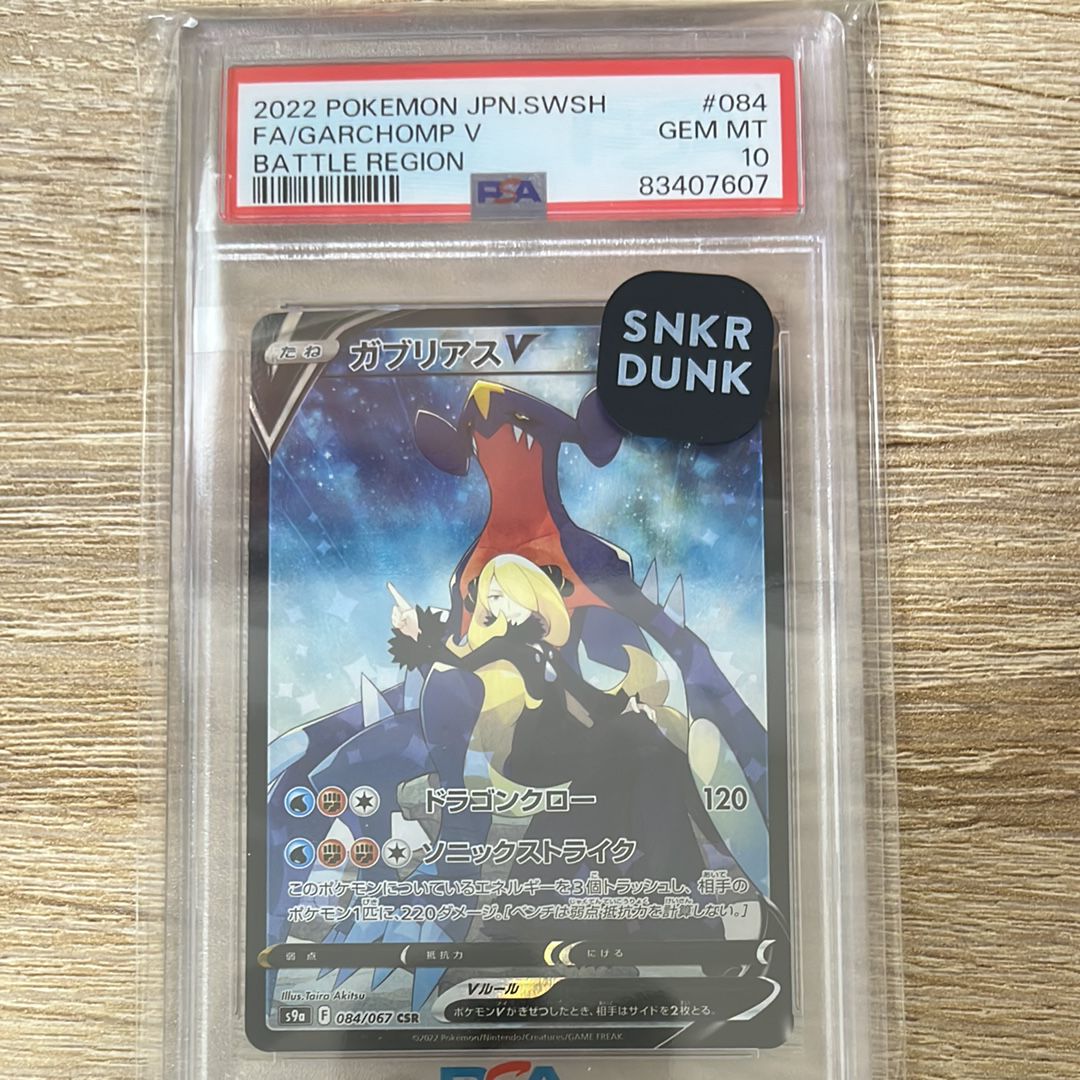 2022 POKEMON JPN.SWSH #084
FA/GARCHOMP V GEM MT
BATTLE REGION 10
PSA 83407607
SNKR
DUNK
たね ガブリアスV
ドラゴンクロー 120
ソニックストライク
このポケモンについているエネルギーを3個トラッシュし、相手の
ポケモン1匹に、220ダメージ。[ベンチは弱点・抵抗力を計算しない。]
弱点 抵抗力 にげる
Vルール
ポケモンVがきぜつしたとき、相手はサイドを2枚とる。
Illus.Taira Akitsu
s9a F 084/067 CSR
©2022 Pokémon/Nintendo/Creatures/GAME FREAK.
PSA